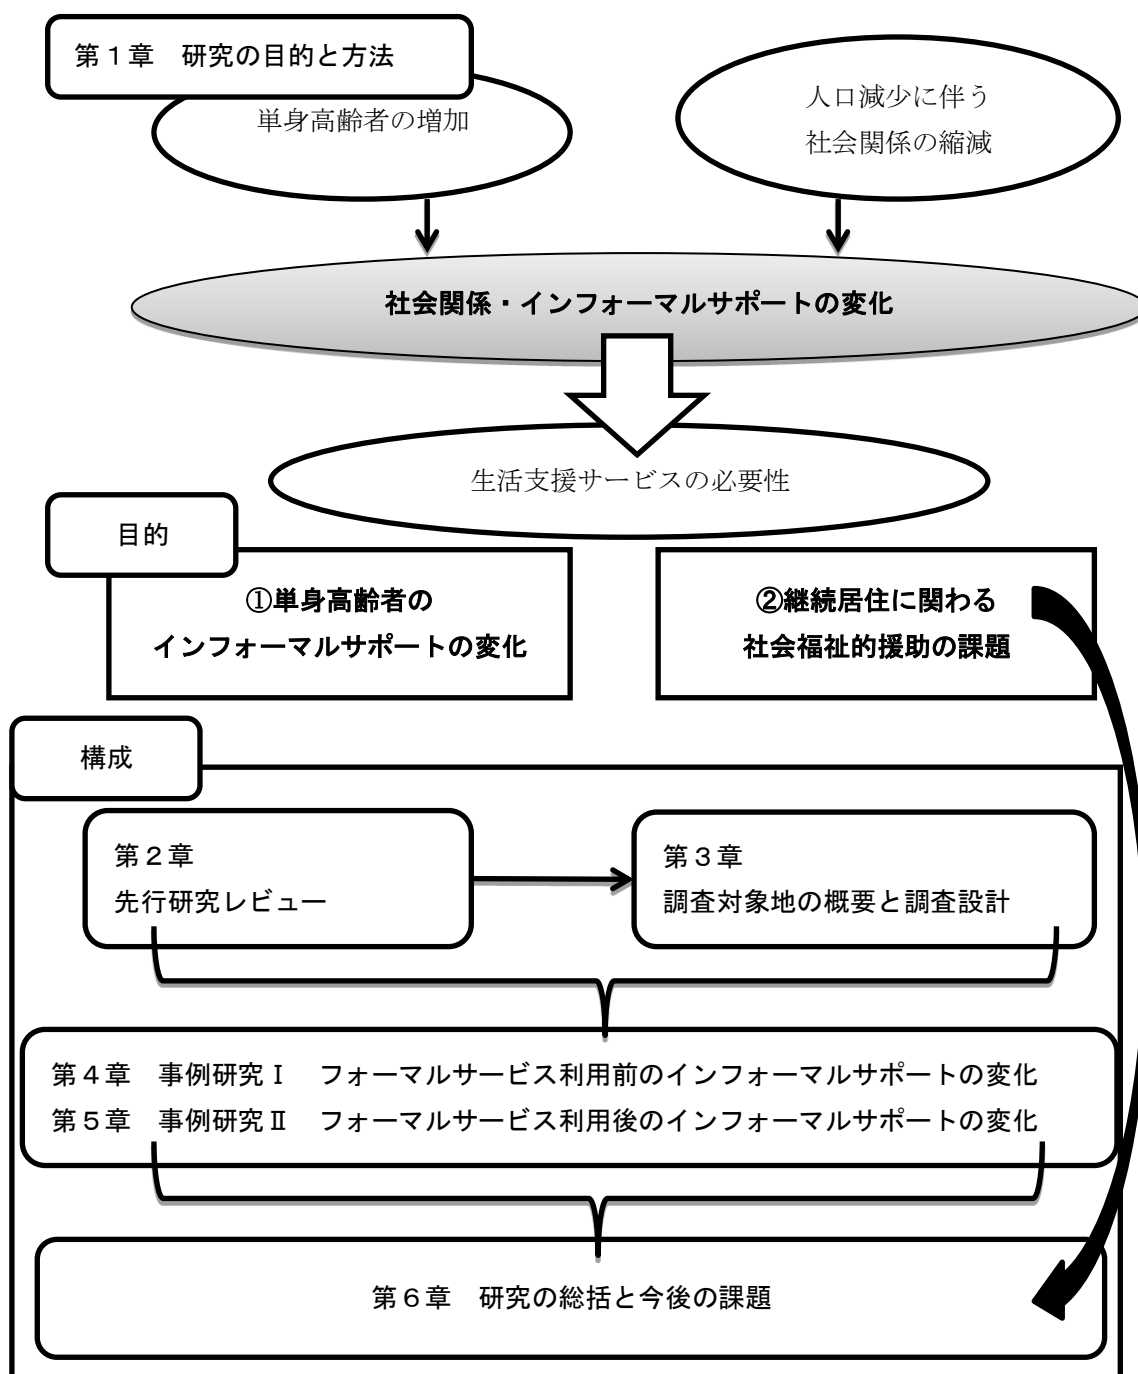 第１章　研究の目的と方法
単身高齢者の増加
人口減少に伴う
社会関係の縮減
社会関係・インフォーマルサポートの変化
生活支援サービスの必要性
目的
①単身高齢者の
インフォーマルサポートの変化
②継続居住に関わる
社会福祉的援助の課題
構成
第２章
先行研究レビュー
第３章
調査対象地の概要と調査設計
第４章　事例研究Ⅰ　フォーマルサービス利用前のインフォーマルサポートの変化
第５章　事例研究Ⅱ　フォーマルサービス利用後のインフォーマルサポートの変化
第６章　研究の総括と今後の課題